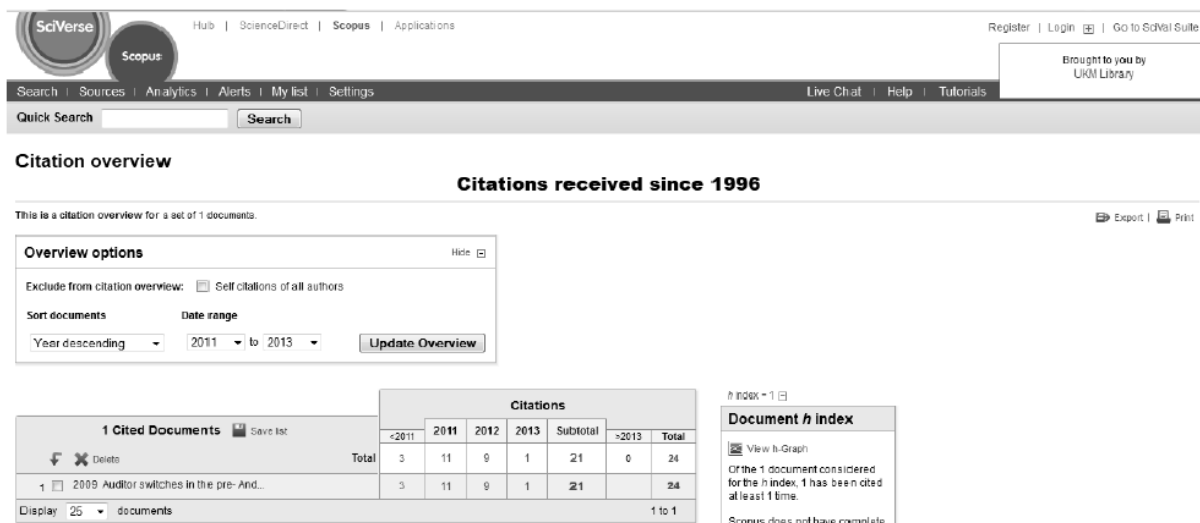 SciVerse
Hub | ScienceDirect | Scopus | Applications
Register | Login | Go to SciVal Suite
Scopus
Brought to you by
UKM Library
Search | Sources | Analytics | Alerts | My list | Settings
Live Chat | Help | Tutorials
Quick Search
Search
Citation overview
Citations received since 1996
This is a citation overview for a set of 1 documents.
Export | Print
Overview options
Hide
Exclude from citation overview: Self citations of all authors
Sort documents Date range
Year descending 2011 to 2013 Update Overview
Citations
1 Cited Documents Save list
<2011 2011 2012 2013 Subtotal >2013 Total
Delete Total 3 11 9 1 21 0 24
1 2009 Auditor switches in the pre- And... 3 11 9 1 21 24
Display 25 documents 1 to 1
h index = 1
Document h index
View h-Graph
Of the 1 document considered
for the h index, 1 has been cited
at least 1 time.
Scopus does not have complete